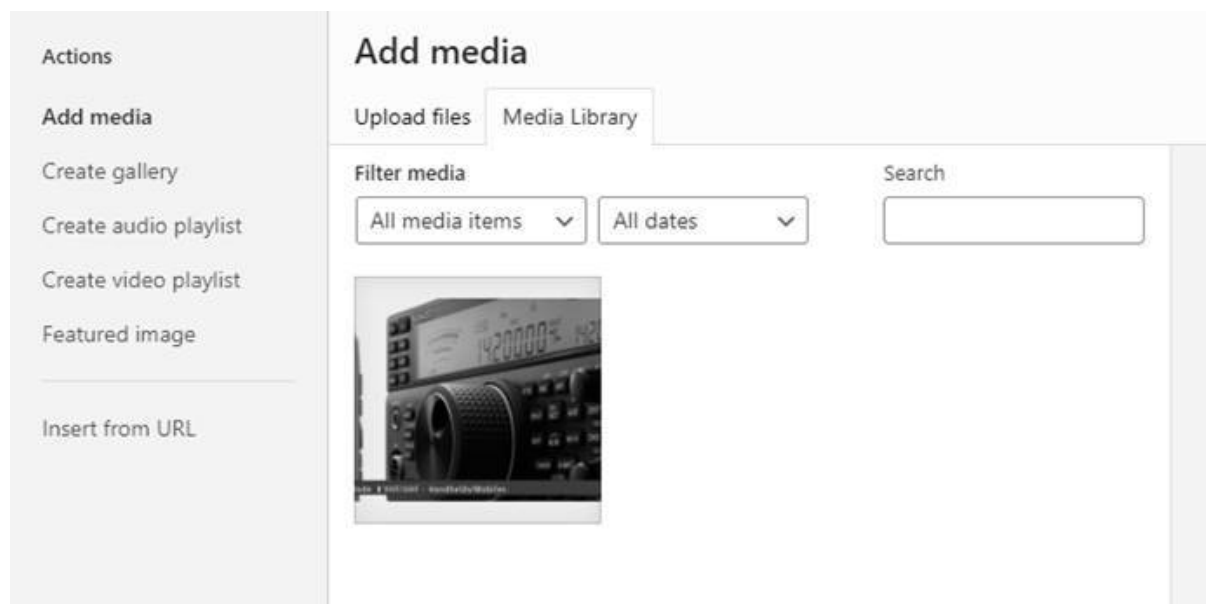 Actions
Add media
Create gallery
Create audio playlist
Create video playlist
Featured image
Insert from URL
Add media
Upload files
Media Library
Filter media
Search
All media items
All dates
1420000